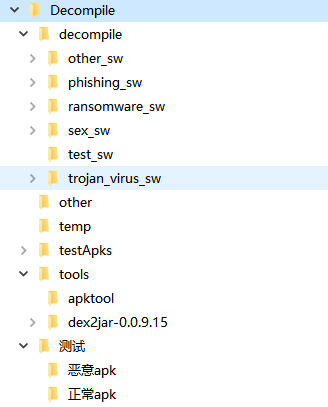 Decompile
decompile
other_sw
phishing_sw
ransomware_sw
sex_sw
test_sw
trojan_virus_sw
other
temp
testApks
tools
apktool
dex2jar-0.0.9.15
测试
恶意apk
正常apk